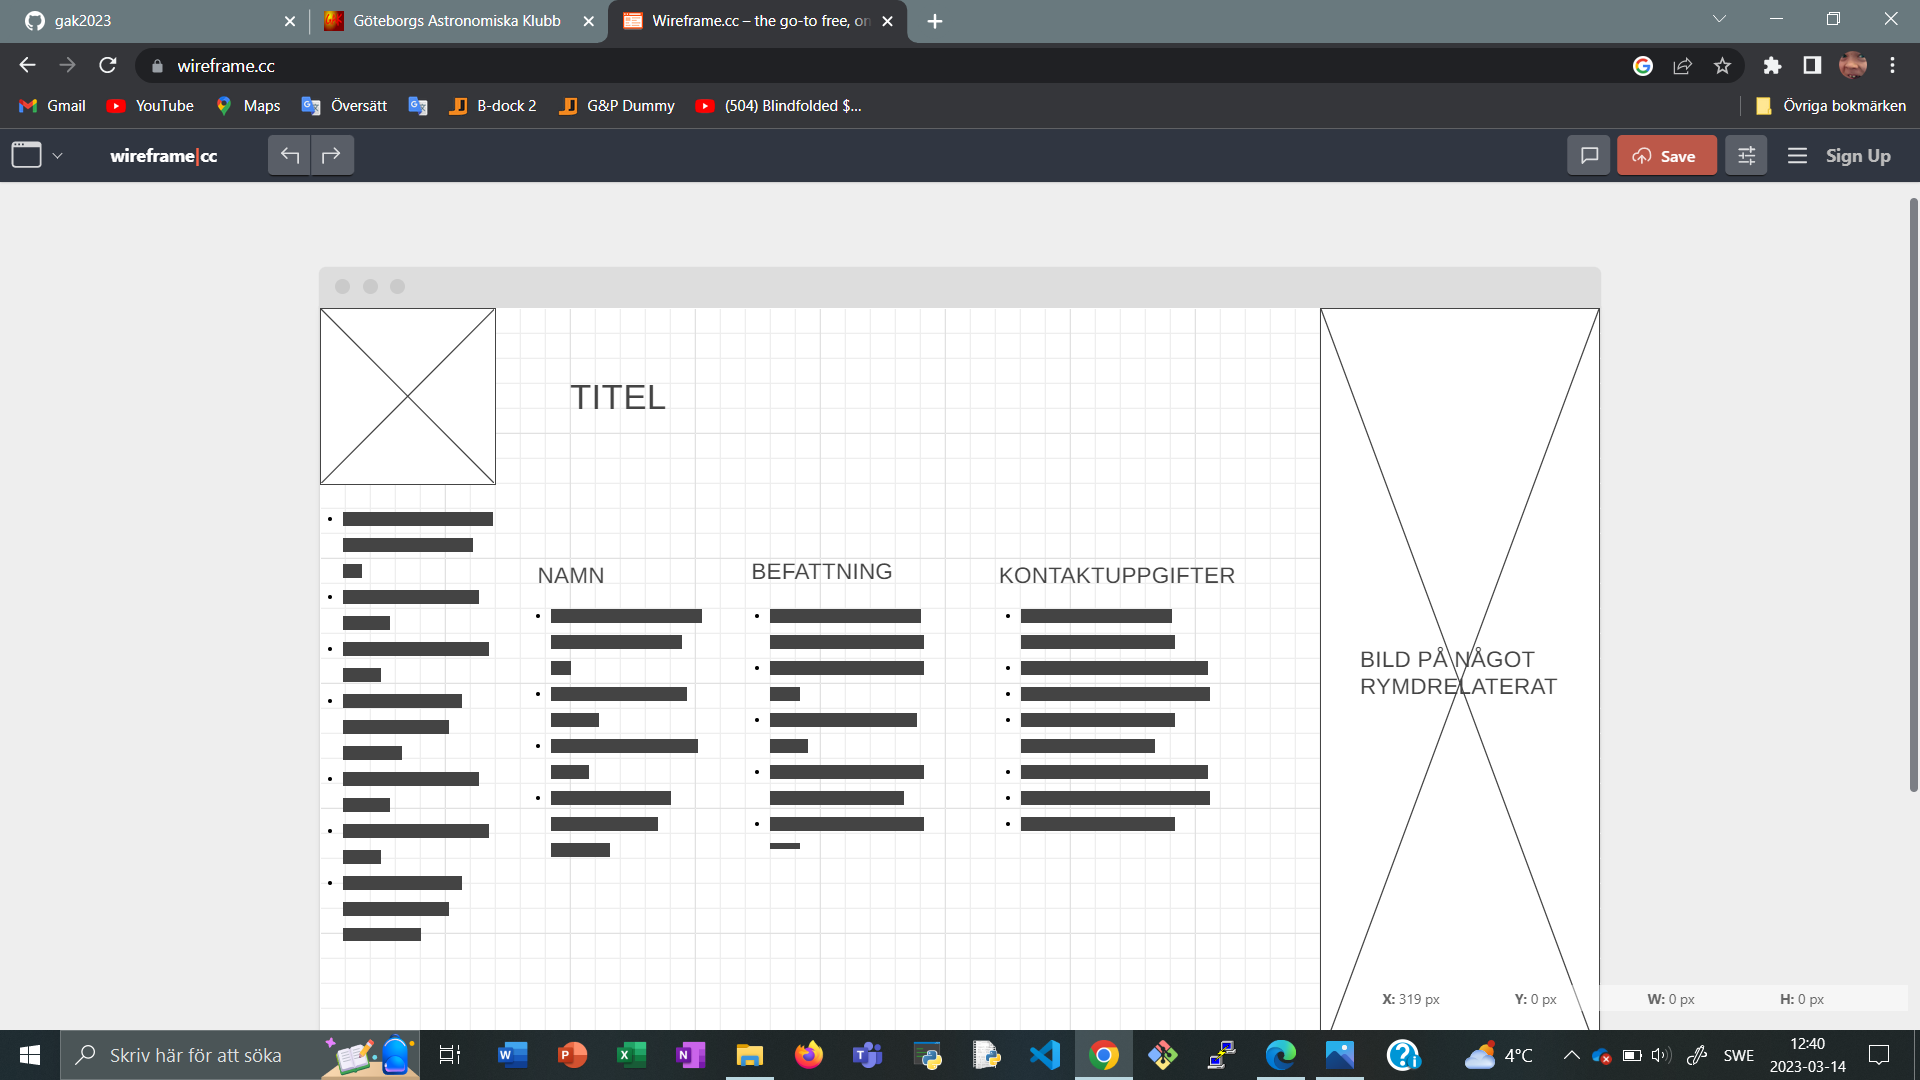 gak2023
Göteborgs Astronomiska Klubb
Wireframe.cc – the go-to free, on
wireframe.cc
Gmail
YouTube
Maps
Översätt
B-dock 2
G&P Dummy
(504) Blindfolded $...
Övriga bokmärken
wireframe|cc
Save
Sign Up
TITEL
NAMN
BEFATTNING
KONTAKTUPPGIFTER
BILD PÅ NÅGOT
RYMDRELATERAT
X: 319 px
Y: 0 px
W: 0 px
H: 0 px
Skriv här för att söka
4°C
SWE
12:40
2023-03-14